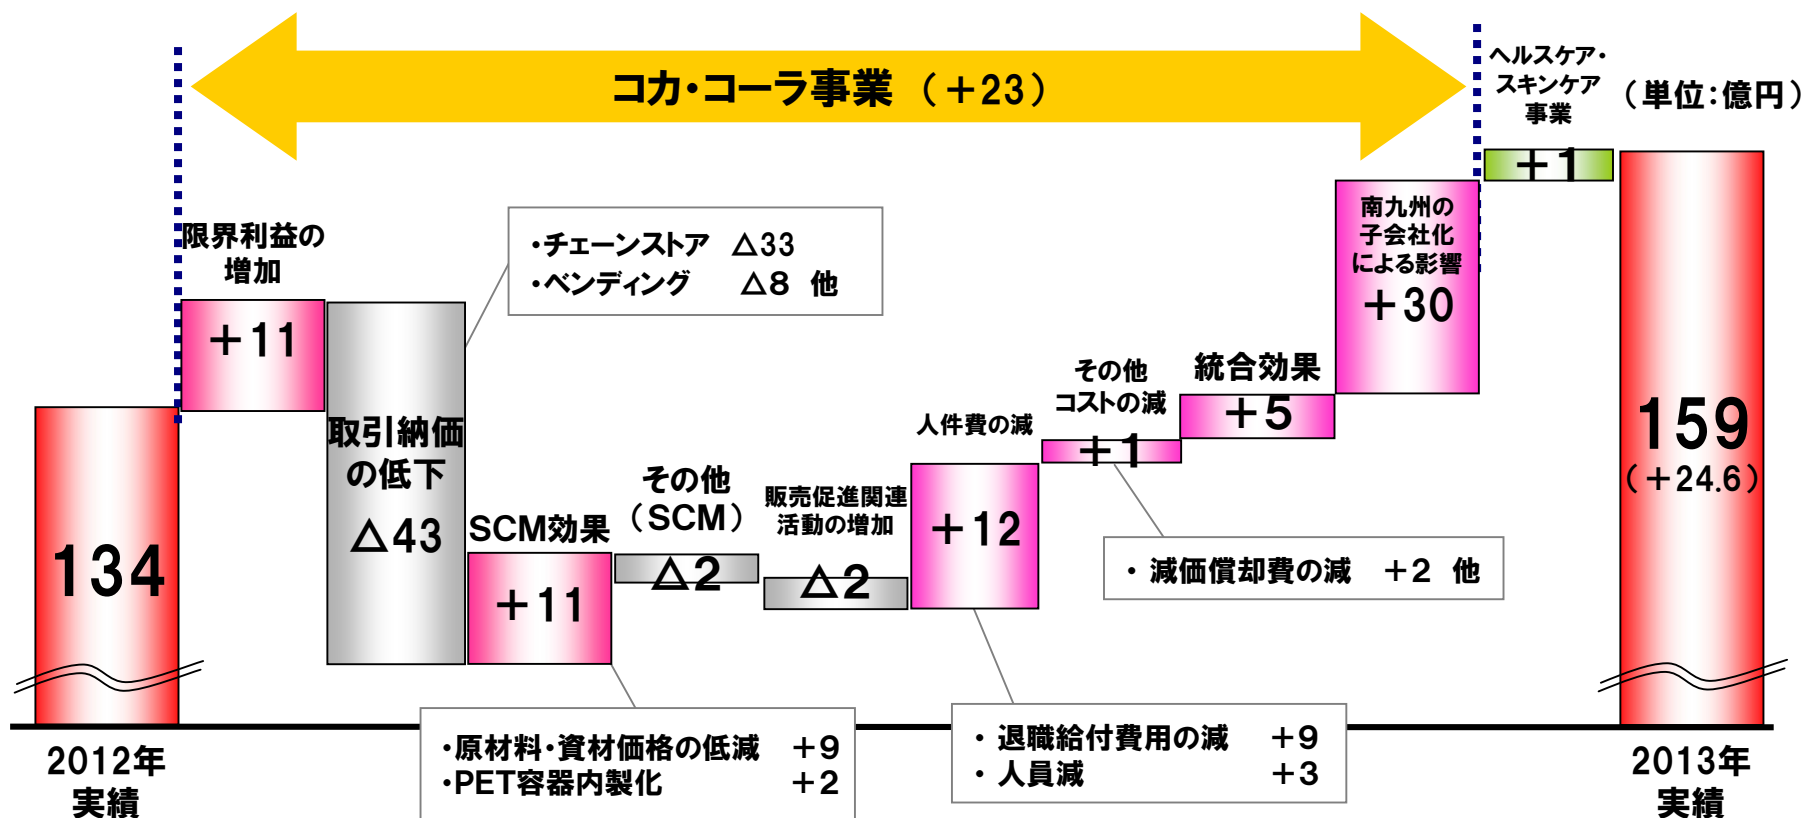 コカ・コーラ事業 （＋23）
ヘルスケア・
スキンケア
事業
（単位：億円）
＋1
限界利益の
増加
＋11
・チェーンストア △33
・ベンディング △8 他
取引納価
の低下
△43
SCM効果
＋11
その他
（SCM）
△2
販売促進関連
活動の増加
△2
人件費の減
＋12
その他
コストの減
＋1
統合効果
＋5
南九州の
子会社化
による影響
＋30
・ 減価償却費の減 ＋2 他
134
159
（＋24.6）
・原材料・資材価格の低減 ＋9
・PET容器内製化 ＋2
・ 退職給付費用の減 ＋9
・ 人員減 ＋3
2012年
実績
2013年
実績